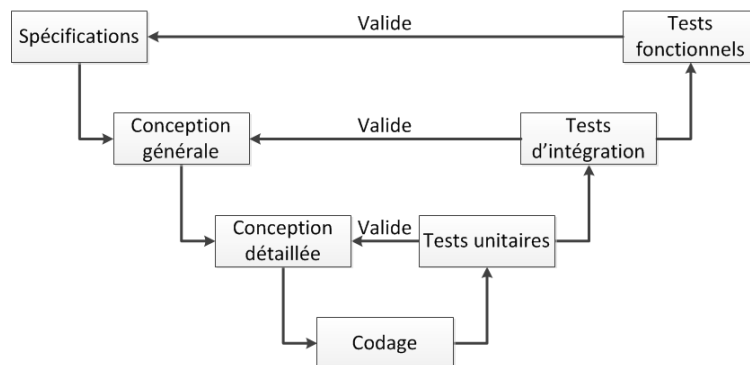 Spécifications
Valide
Tests
fonctionnels
Conception
générale
Valide
Tests
d’intégration
Conception
détaillée
Valide
Tests unitaires
Codage